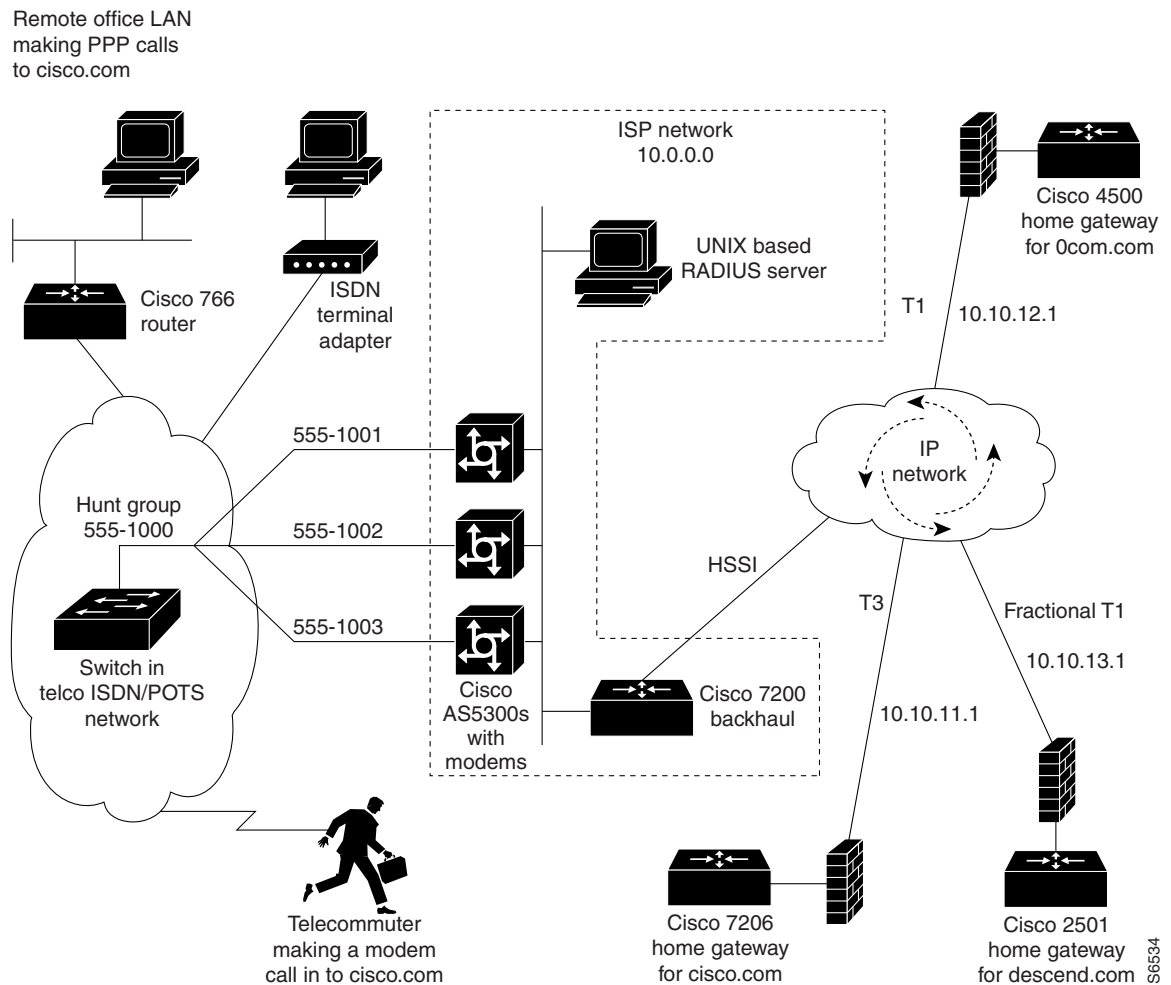 Remote office LAN
making PPP calls
to cisco.com
ISP network
10.0.0.0
UNIX based
RADIUS server
Cisco 4500
home gateway
for 0com.com
Cisco 766
router
ISDN
terminal
adapter
T1
10.10.12.1
555-1001
IP
network
Hunt group
555-1000
555-1002
HSSI
T3
Fractional T1
555-1003
10.10.13.1
Switch in
telco ISDN/POTS
network
Cisco
AS5300s
with
modems
Cisco 7200
backhaul
10.10.11.1
Telecommuter
making a modem
call in to cisco.com
Cisco 7206
home gateway
for cisco.com
Cisco 2501
home gateway
for descend.com
S6534